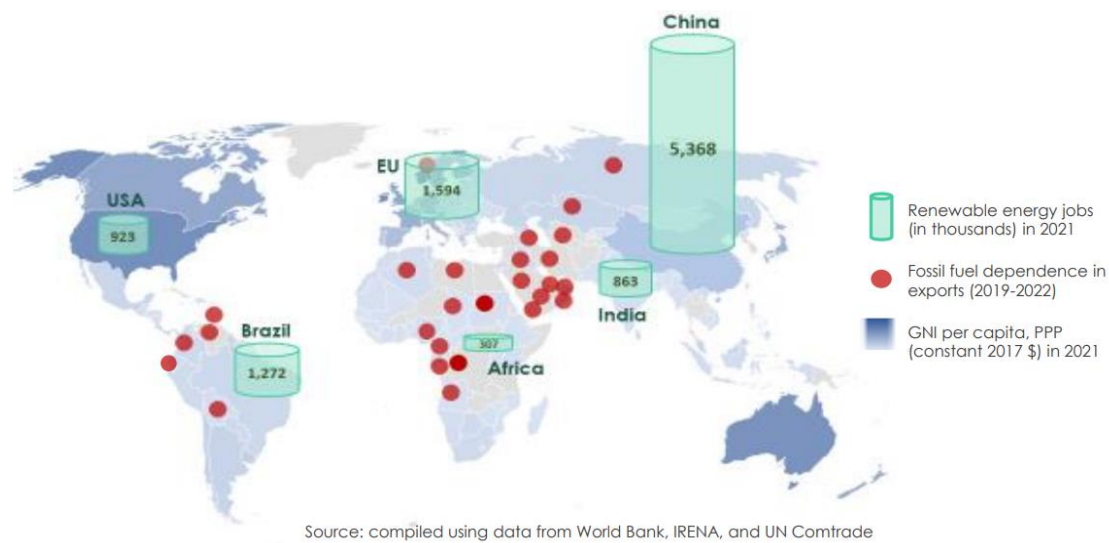 China
5,368
EU
1,594
USA
923
863
India
Brazil
1,272
307
Africa
Renewable energy jobs
(in thousands) in 2021
Fossil fuel dependence in
exports (2019-2022)
GNI per capita, PPP
(constant 2017 $) in 2021
Source: compiled using data from World Bank, IRENA, and UN Comtrade